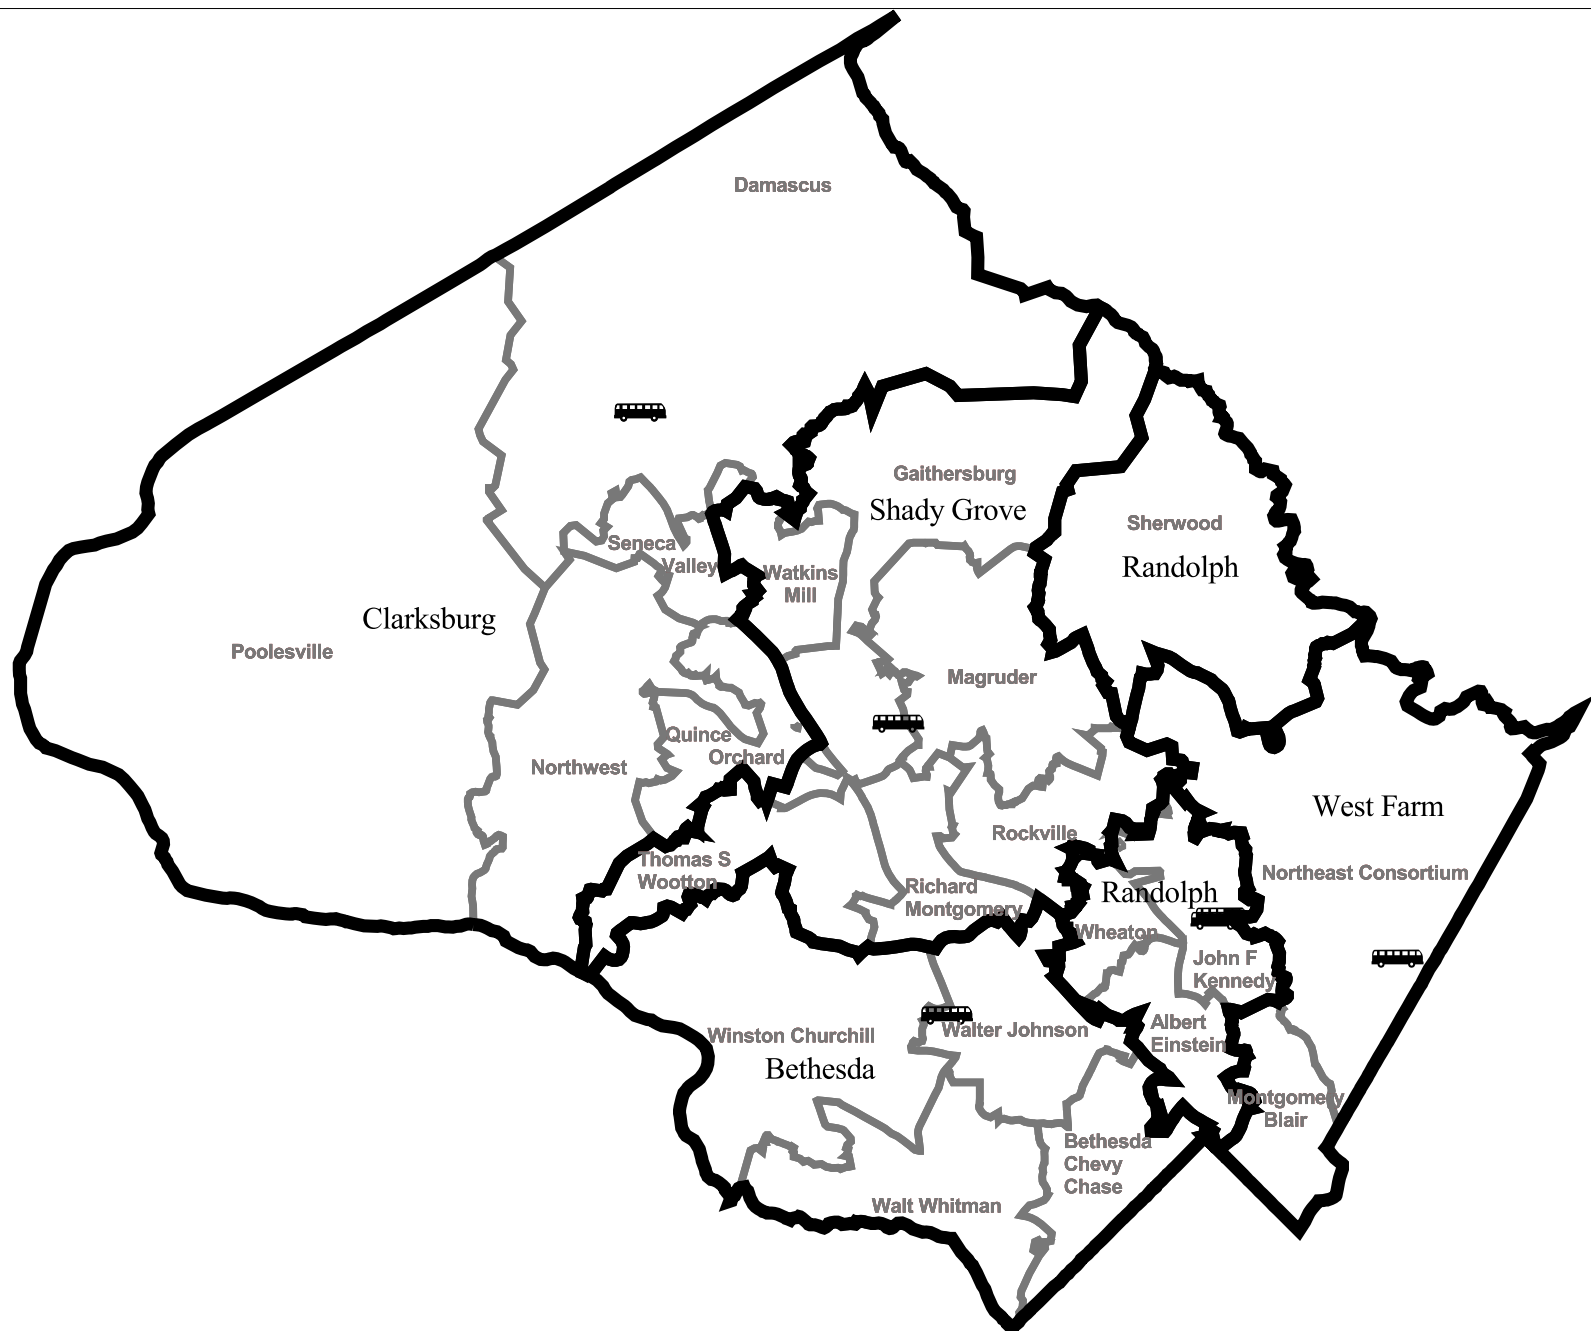 Damascus
Gaithersburg
Shady Grove
Sherwood
Randolph
Seneca
Valley
Watkins
Mill
Clarksburg
Poolesville
Magruder
Quince
Orchard
Northwest
West Farm
Rockville
Thomas S
Wootton
Northeast Consortium
Richard
Montgomery
Randolph
Wheaton
John F
Kennedy
Winston Churchill
Walter Johnson
Albert
Einstein
Bethesda
Montgomery
Blair
Bethesda
Chevy
Chase
Walt Whitman